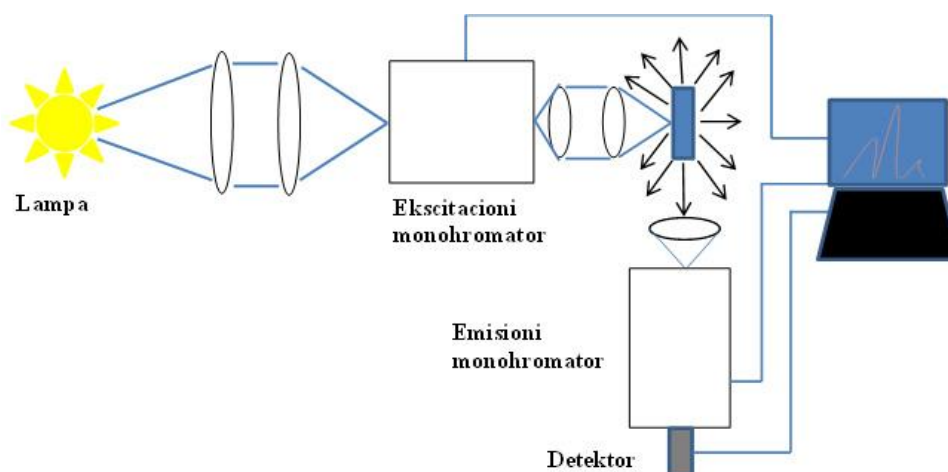 Lampa
Ekscitacioni
monohromator
Emisioni
monohromator
Detektor